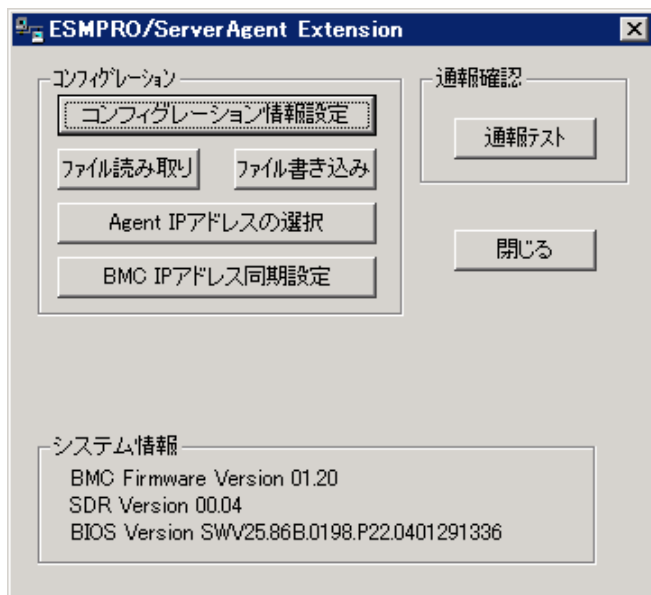 ESMPRO/ServerAgent Extension
コンフィグレーション
コンフィグレーション情報設定
ファイル読み取り
ファイル書き込み
Agent IPアドレスの選択
BMC IPアドレス同期設定
通報確認
通報テスト
閉じる
システム情報
BMC Firmware Version 01.20
SDR Version 00.04
BIOS Version SWV25.86B.0198.P22.0401291336